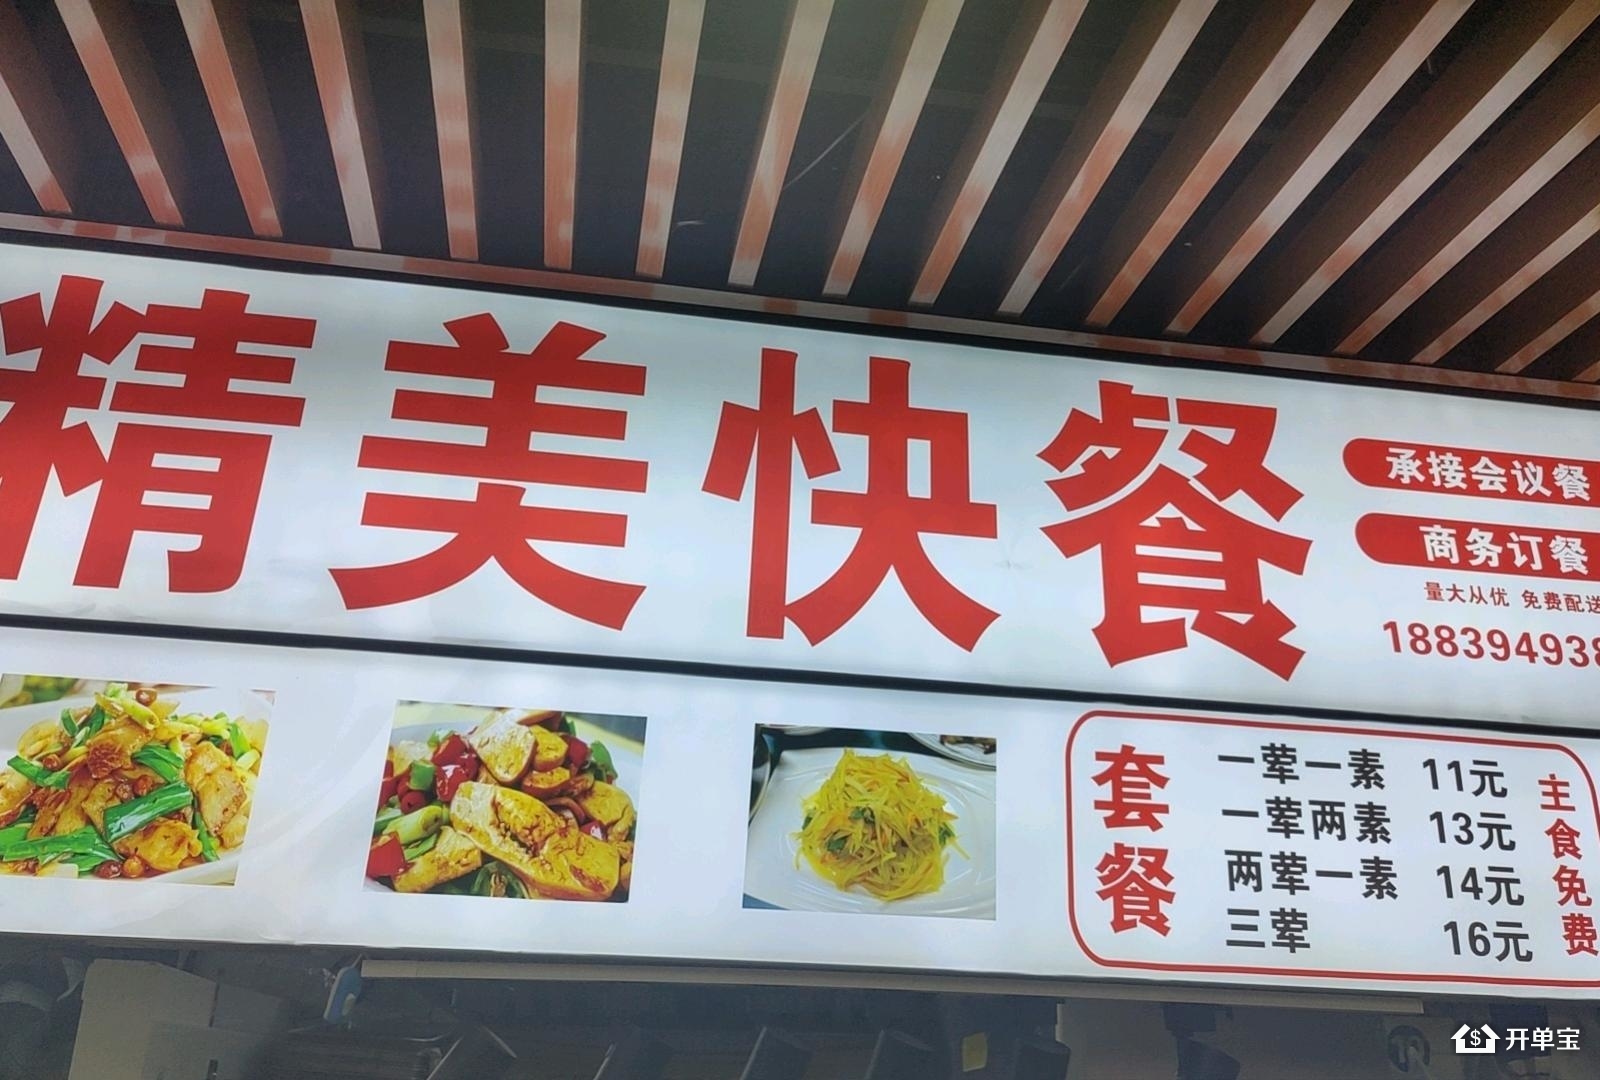 精美快餐
承接会议餐
商务订餐
量大从优 免费配送
188394938
套餐
一荤一素 11元
一荤两素 13元
两荤一素 14元
三荤 16元
主食免费
开单宝